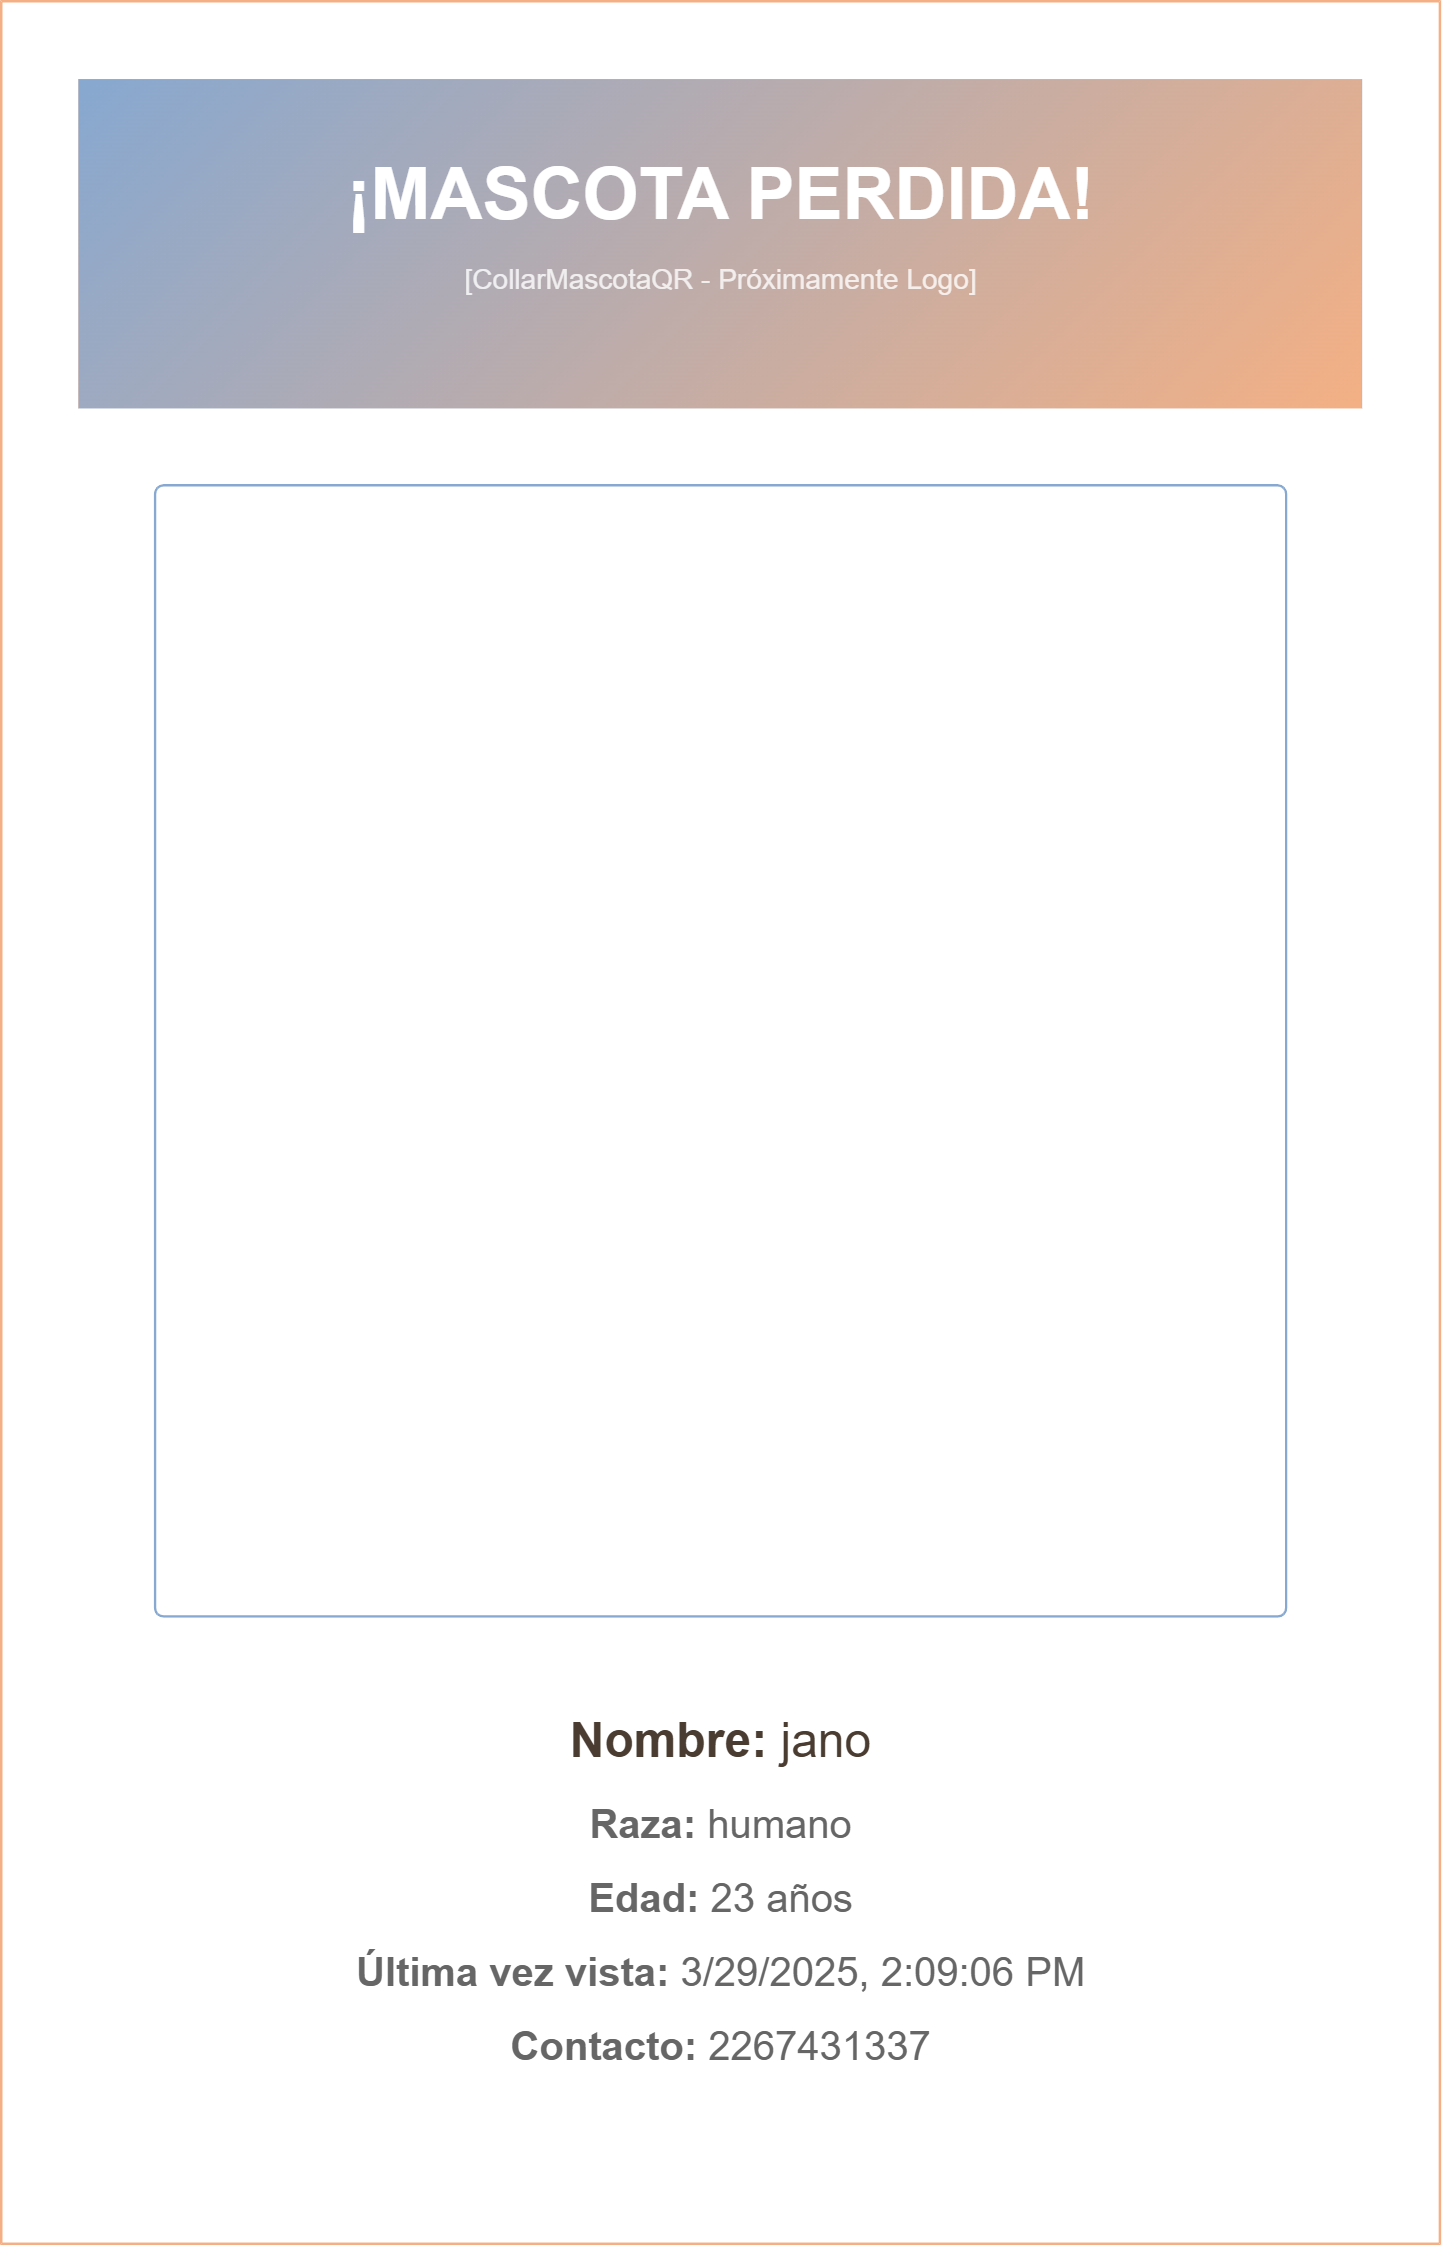 ¡MASCOTA PERDIDA!
[CollarMascotaQR - Próximamente Logo]
Nombre: jano
Raza: humano
Edad: 23 años
Última vez vista: 3/29/2025, 2:09:06 PM
Contacto: 2267431337